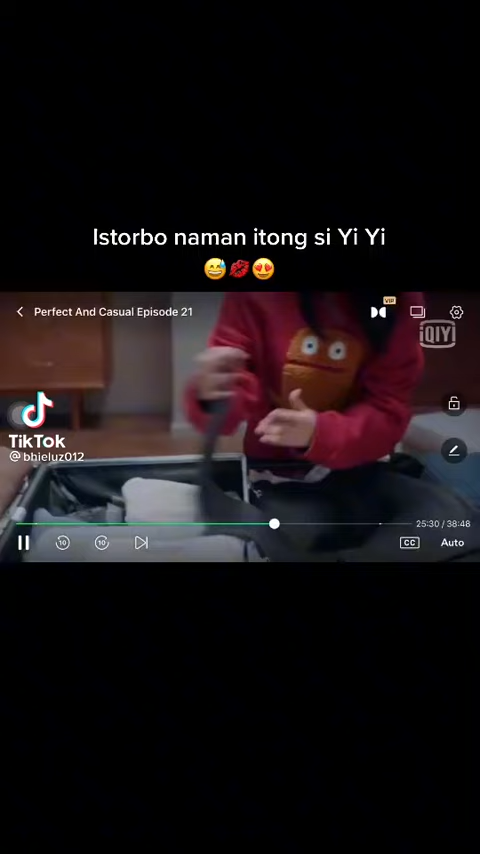 Istorbo naman itong si Yi Yi
😅💋😍
Perfect And Casual Episode 21
VIP
iQIYI
TikTok
@bhieluz012
25:30 / 38:48
10
10
CC
Auto